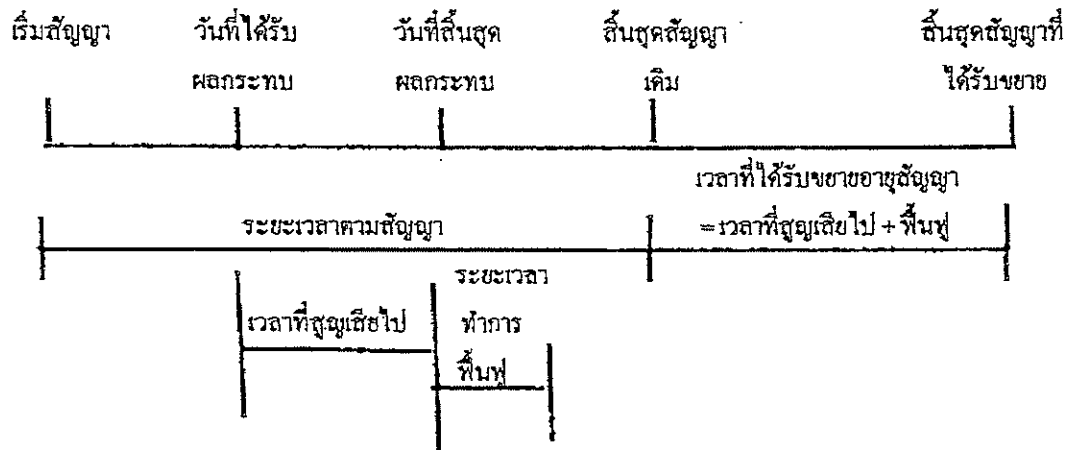 เริ่มสัญญา วันที่ได้รับ วันที่สิ้นสุด สิ้นสุดสัญญา สิ้นสุดสัญญาที่
ผลกระทบ ผลกระทบ เดิม ได้รับขยาย
เวลาที่ได้รับขยายอายุสัญญา
ระยะเวลาตามสัญญา =เวลาที่สูญเสียไป + ฟื้นฟู
ระยะเวลา
เวลาที่สูญเสียไป ทำการ
ฟื้นฟู